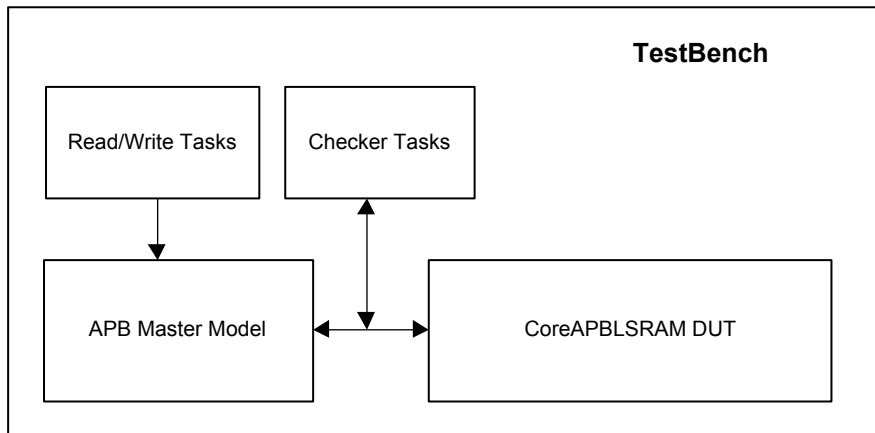 TestBench
Read/Write Tasks
Checker Tasks
APB Master Model
CoreAPBLSRAM DUT